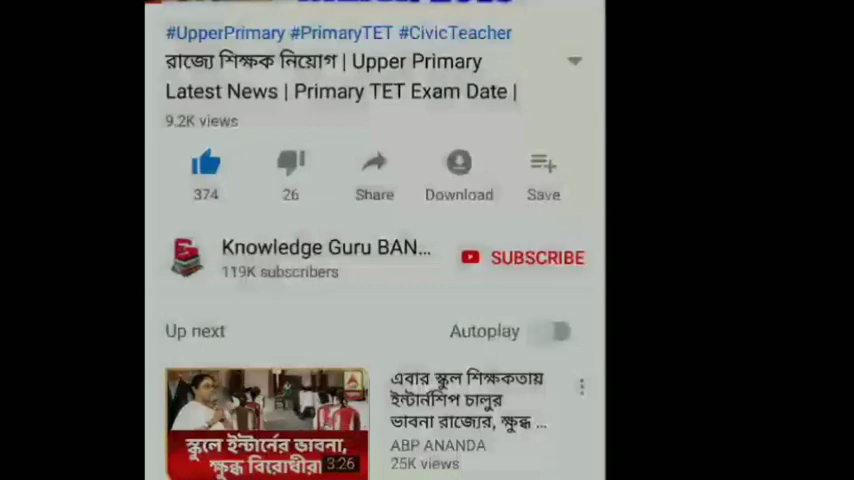 #UpperPrimary #PrimaryTET #CivicTeacher
রাজ্যে শিক্ষক নিয়োগ | Upper Primary
Latest News | Primary TET Exam Date |
9.2K views
374
26
Share
Download
Save
Knowledge Guru BAN...
119K subscribers
SUBSCRIBE
Up next
Autoplay
স্কুলে ইন্টার্নের ভাবনা,
ক্ষুব্ধ বিরোধীরা
3:26
এবার স্কুল শিক্ষকতায়
ইন্টার্নশিপ চালুর
ভাবনা রাজ্যের, ক্ষুব্ধ ...
ABP ANANDA
25K views